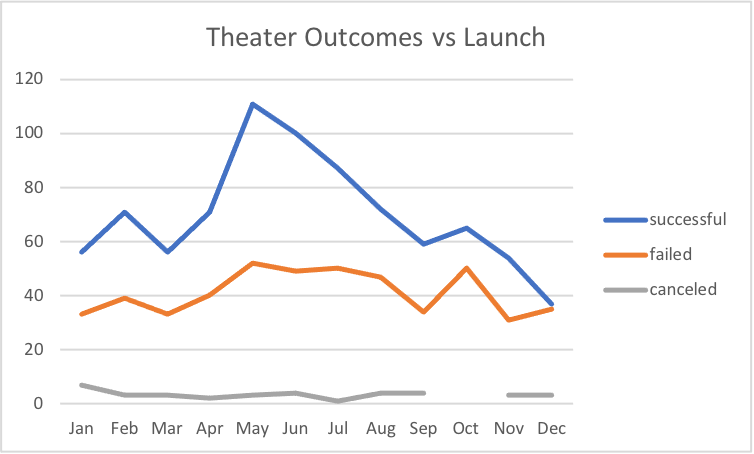 Theater Outcomes vs Launch
120
100
80
60
40
20
0
Jan Feb Mar Apr May Jun Jul Aug Sep Oct Nov Dec
successful
failed
canceled